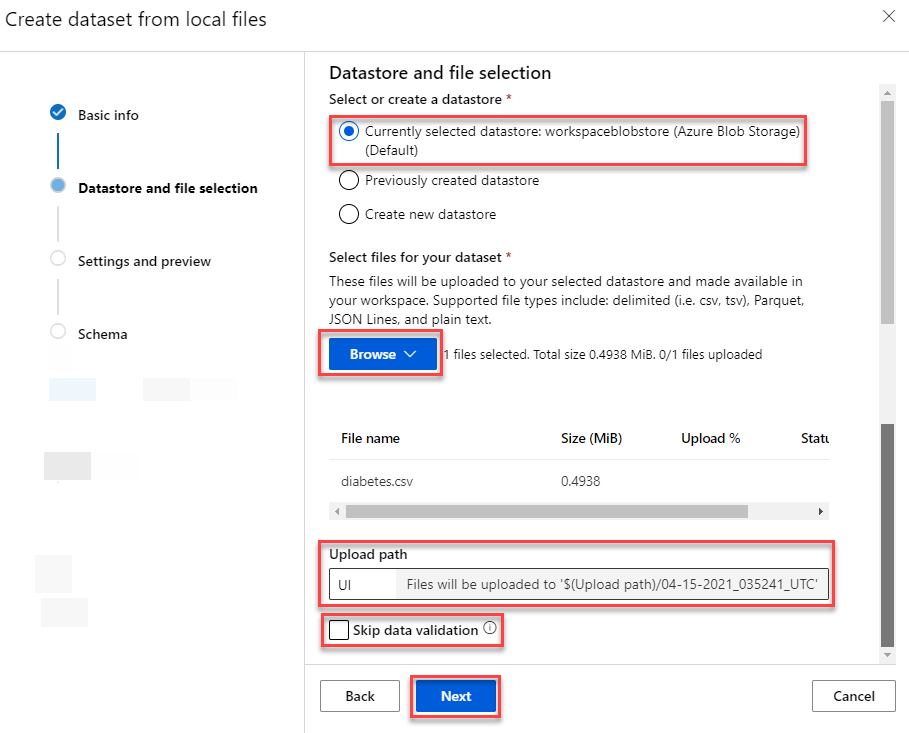 Create dataset from local files
Basic info
Datastore and file selection
Settings and preview
Schema
Datastore and file selection
Select or create a datastore *
Currently selected datastore: workspaceblobstore (Azure Blob Storage)
(Default)
Previously created datastore
Create new datastore
Select files for your dataset *
These files will be uploaded to your selected datastore and made available in
your workspace. Supported file types include: delimited (i.e. csv, tsv), Parquet,
JSON Lines, and plain text.
Browse 1 files selected. Total size 0.4938 MiB. 0/1 files uploaded
File name Size (MiB) Upload % Statu
diabetes.csv 0.4938
Upload path
UI Files will be uploaded to '$(Upload path)/04-15-2021_035241_UTC'
Skip data validation
Back Next Cancel